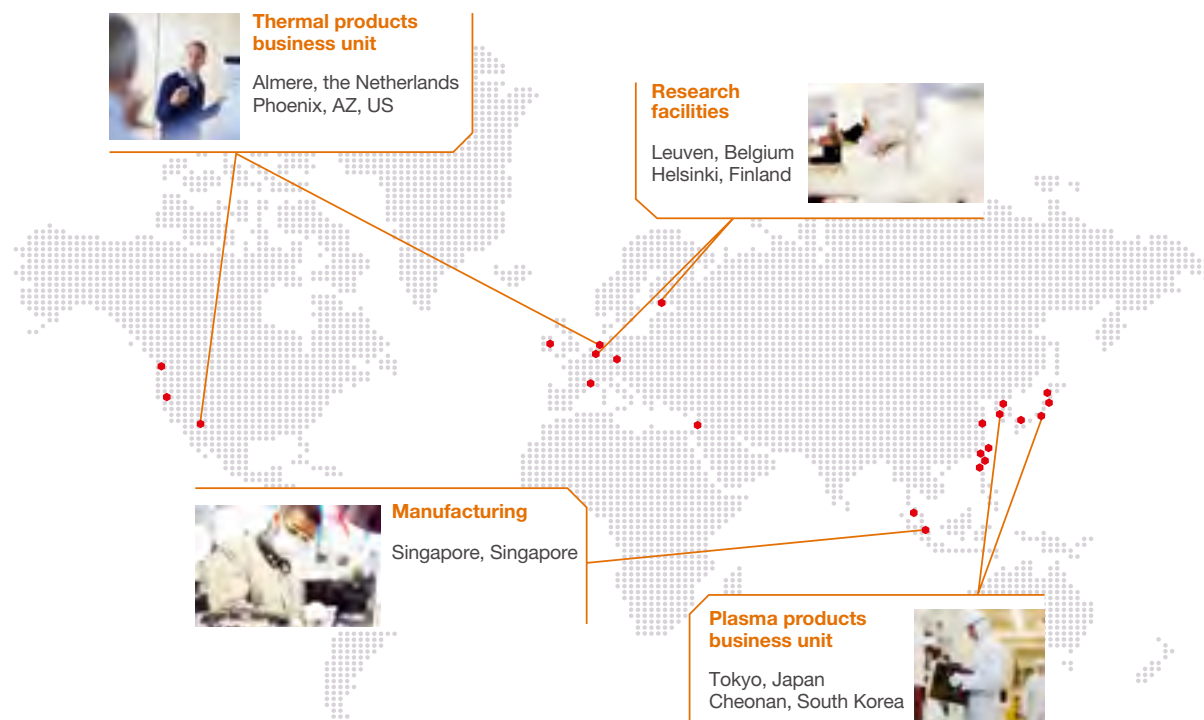 Thermal products
business unit
Almere, the Netherlands
Phoenix, AZ, US
Research
facilities
Leuven, Belgium
Helsinki, Finland
Manufacturing
Singapore, Singapore
Plasma products
business unit
Tokyo, Japan
Cheonan, South Korea